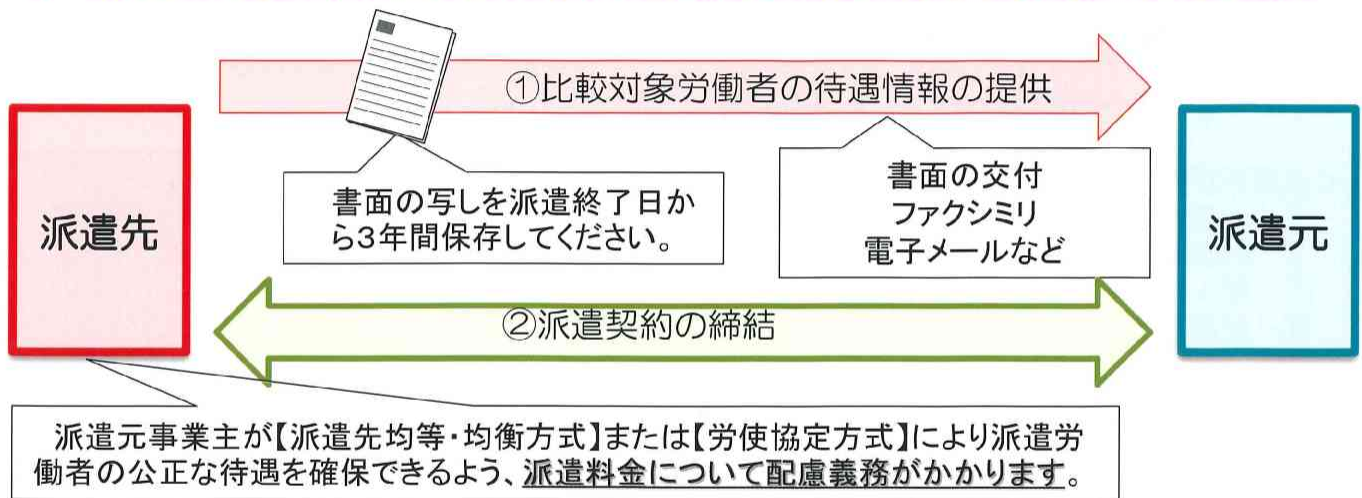 ①比較対象労働者の待遇情報の提供
派遣先
書面の写しを派遣終了日か
ら3年間保存してください。
書面の交付
ファクシミリ
電子メールなど
派遣元
②派遣契約の締結
派遣元事業主が【派遣先均等・均衡方式】または【労使協定方式】により派遣労
働者の公正な待遇を確保できるよう、派遣料金について配慮義務がかかります。